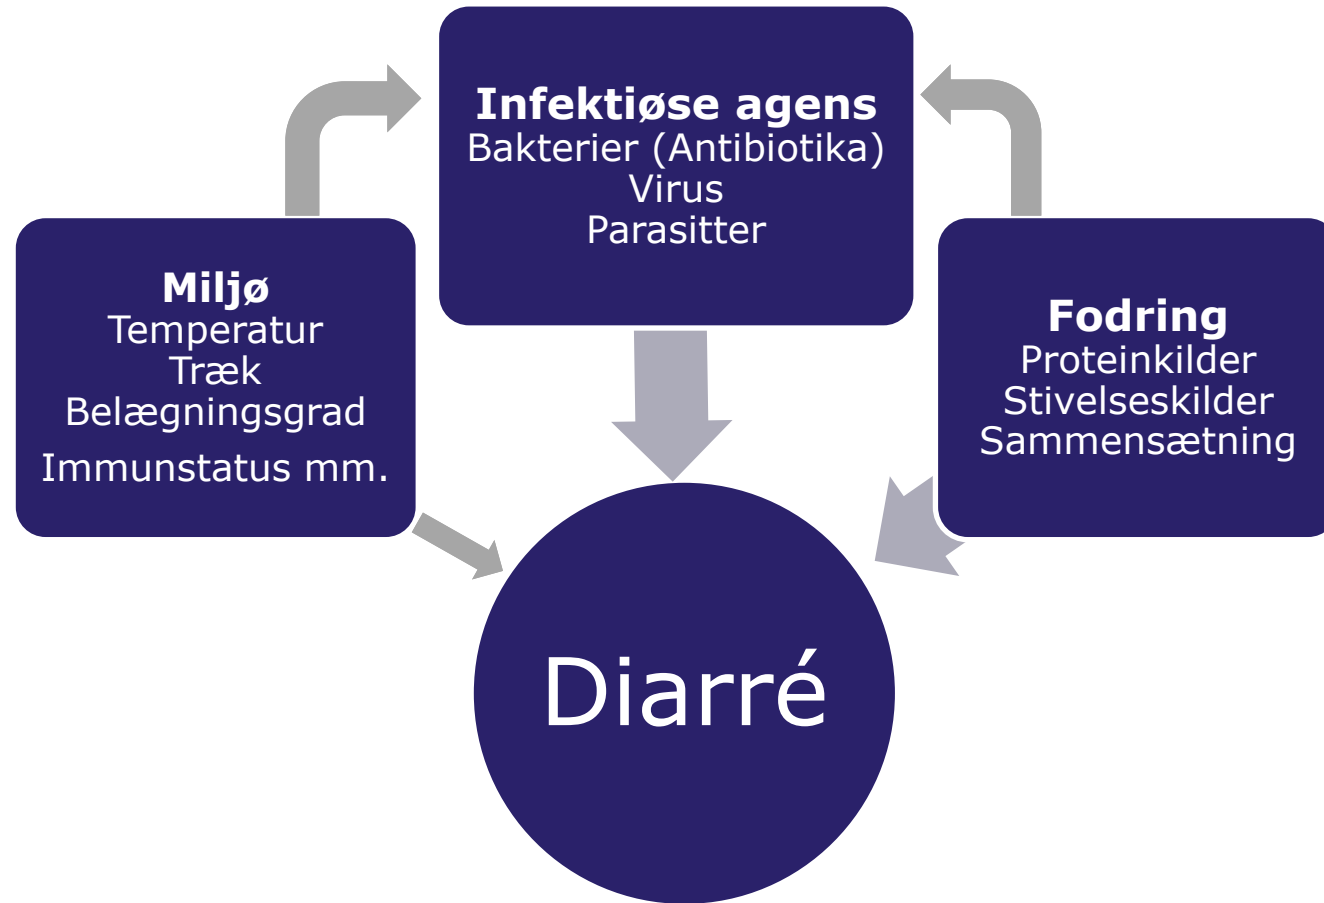 Infektiøse agens
Bakterier (Antibiotika)
Virus
Parasitter
Miljø
Temperatur
Træk
Belægningsgrad
Immunstatus mm.
Fodring
Proteinkilder
Stivelseskilder
Sammensætning
Diarré